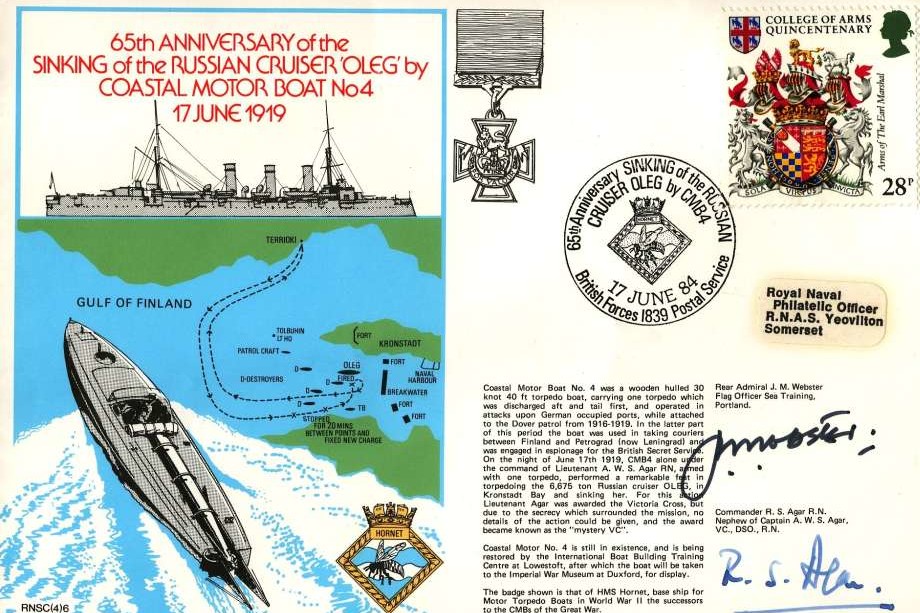 65th ANNIVERSARY of the
SINKING of the RUSSIAN CRUISER 'OLEG' by
COASTAL MOTOR BOAT No4
17 JUNE 1919
TERRIOKI
GULF OF FINLAND
TOLBUHIN
LT HO
PATROL CRAFT
FORT
KRONSTADT
OLEG
FORT
D-DESTROYERS
D
D
D
D
FIRED
NAVAL
HARBOUR
BREAKWATER
TB
FORT
FORT
STOPPED
FOR 20 MINS
BETWEEN POINTS AND
FIXED NEW CHARGE
HORNET
RNSC(4)6
FOR VALOUR
COLLEGE OF ARMS
QUINCENTENARY
Arms of The Earl Marshal
SOLA VIRTUS INVICTA
28P
65th Anniversary SINKING of the RUSSIAN
CRUISER OLEG by CMB4
HORNET
17 JUNE 84
British Forces 1839 Postal Service
Royal Naval
Philatelic Officer
R.N.A.S. Yeovilton
Somerset
Coastal Motor Boat No. 4 was a wooden hulled 30
knot 40 ft torpedo boat, carrying one torpedo which
was discharged aft and tail first, and operated in
attacks upon German occupied ports, while attached
to the Dover patrol from 1916-1919. In the latter part
of this period the boat was used in taking couriers
between Finland and Petrograd (now Leningrad) and
was engaged in espionage for the British Secret Service.
On the night of June 17th 1919, CMB4 alone under
the command of Lieutenant A. W. S. Agar RN, armed
with one torpedo, performed a remarkable feat in
torpedoing the 6,675 ton Russian cruiser OLEG, in
Kronstadt Bay and sinking her. For this action
Lieutenant Agar was awarded the Victoria Cross, but
due to the secrecy which surrounded the mission, no
details of the action could be given, and the award
became known as the "mystery VC".
Coastal Motor No. 4 is still in existence, and is being
restored by the International Boat Building Training
Centre at Lowestoft, after which the boat will be taken
to the Imperial War Museum at Duxford, for display.
The badge shown is that of HMS Hornet, base ship for
Motor Torpedo Boats in World War II the successors
to the CMBs of the Great War.
Rear Admiral J. M. Webster
Flag Officer Sea Training,
Portland.
J M Webster.
Commander R. S. Agar R.N.
Nephew of Captain A. W. S. Agar,
VC., DSO., R.N.
R. S. Agar.